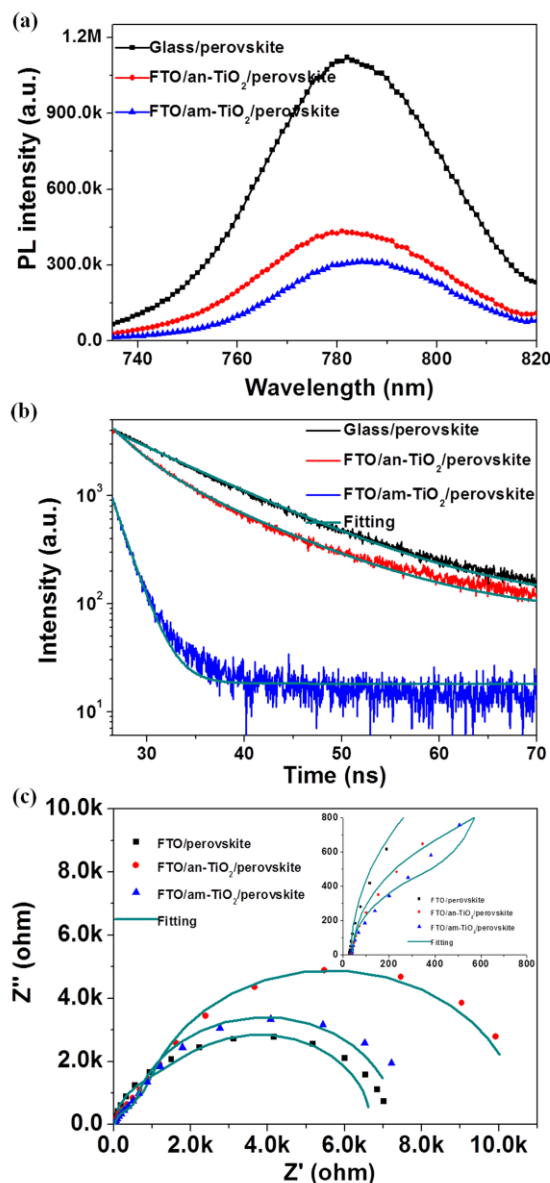 (a)
1.2M
900.0k
600.0k
300.0k
0.0
PL intensity (a.u.)
Glass/perovskite
FTO/an-TiO₂/perovskite
FTO/am-TiO₂/perovskite
740 760 780 800 820
Wavelength (nm)
(b)
10³
10²
10¹
Intensity (a.u.)
Glass/perovskite
FTO/an-TiO₂/perovskite
FTO/am-TiO₂/perovskite
Fitting
30 40 50 60 70
Time (ns)
(c)
10.0k
8.0k
6.0k
4.0k
2.0k
0.0
Z'' (ohm)
FTO/perovskite
FTO/an-TiO₂/perovskite
FTO/am-TiO₂/perovskite
Fitting
800
600
400
200
0
FTO/perovskite
FTO/an-TiO₂/perovskite
FTO/am-TiO₂/perovskite
Fitting
0 200 400 600 800
0.0 2.0k 4.0k 6.0k 8.0k 10.0k
Z' (ohm)